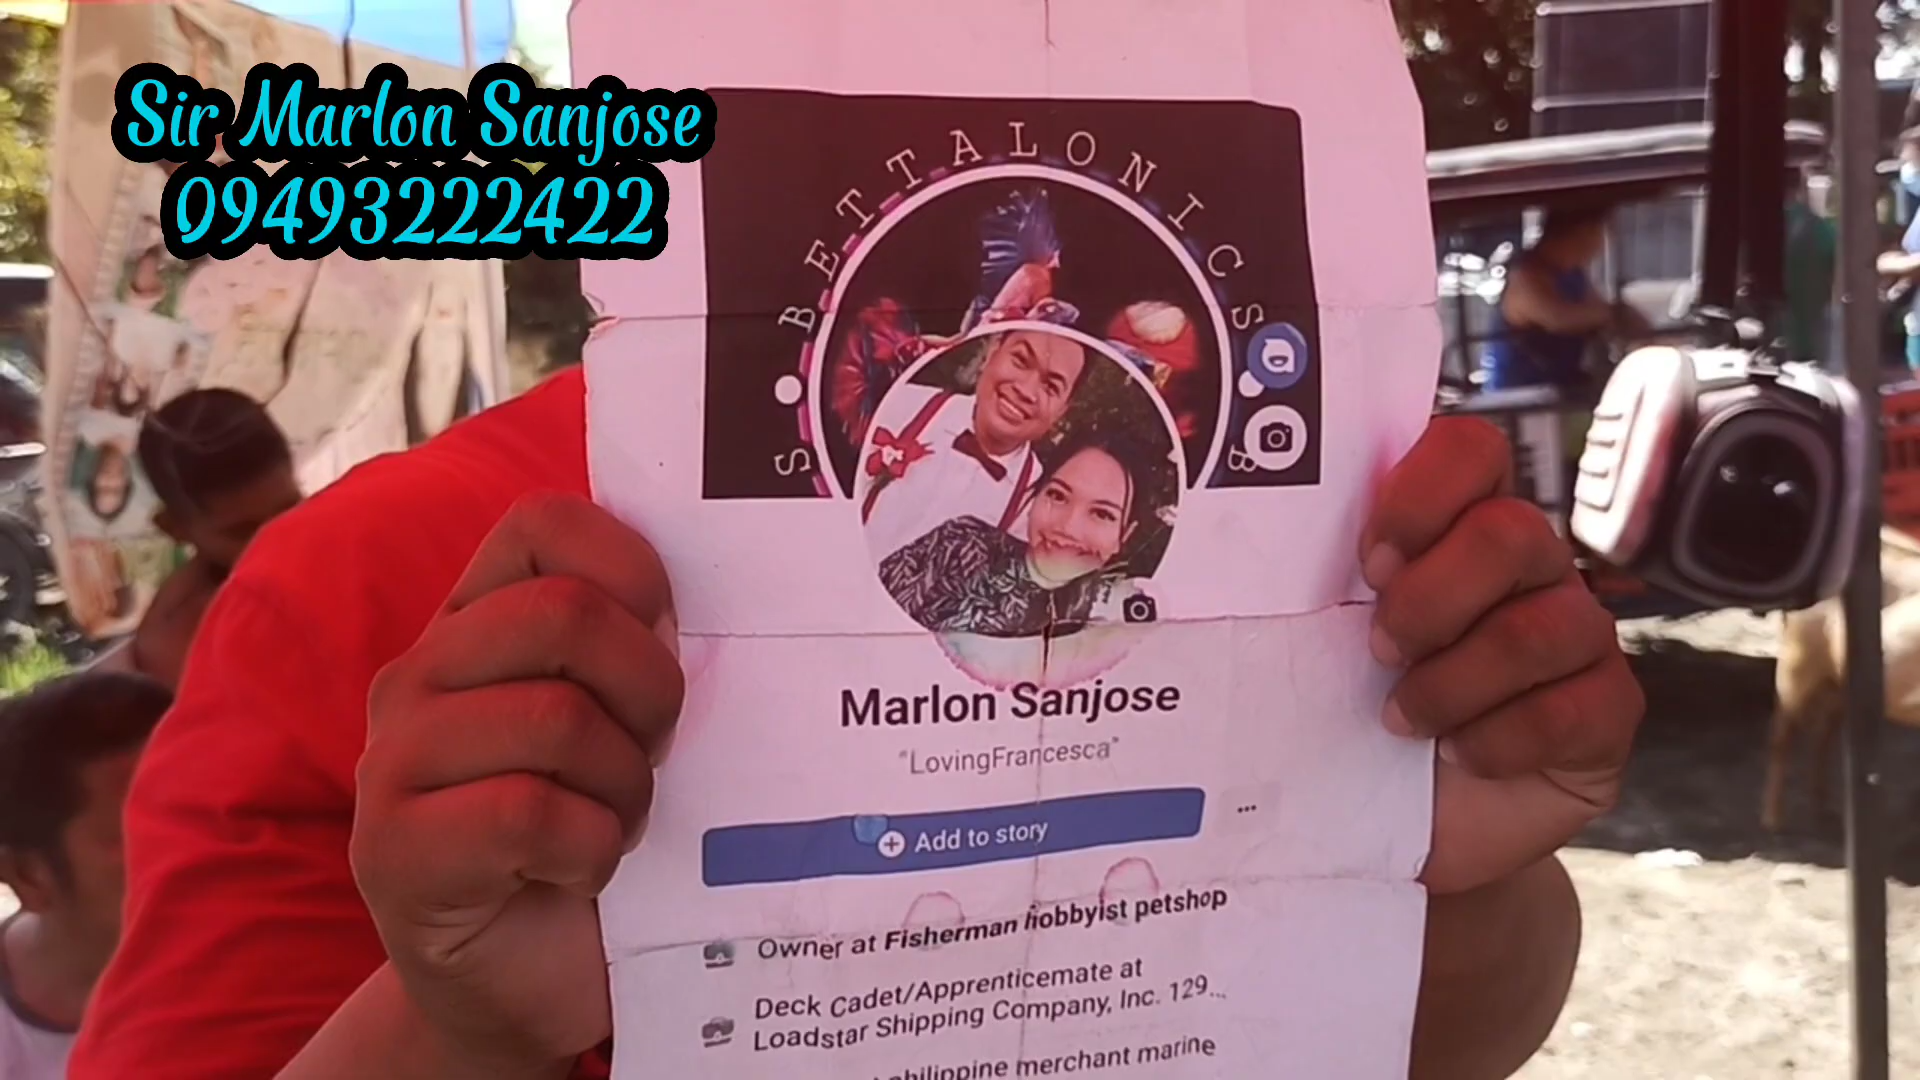 Sir Marlon Sanjose
09493222422
S • BETTALONICS • B
Marlon Sanjose
"LovingFrancesca"
Add to story
Owner at Fisherman hobbyist petshop
Deck Cadet/Apprenticemate at
Loadstar Shipping Company, Inc. 129...
philippine merchant marine